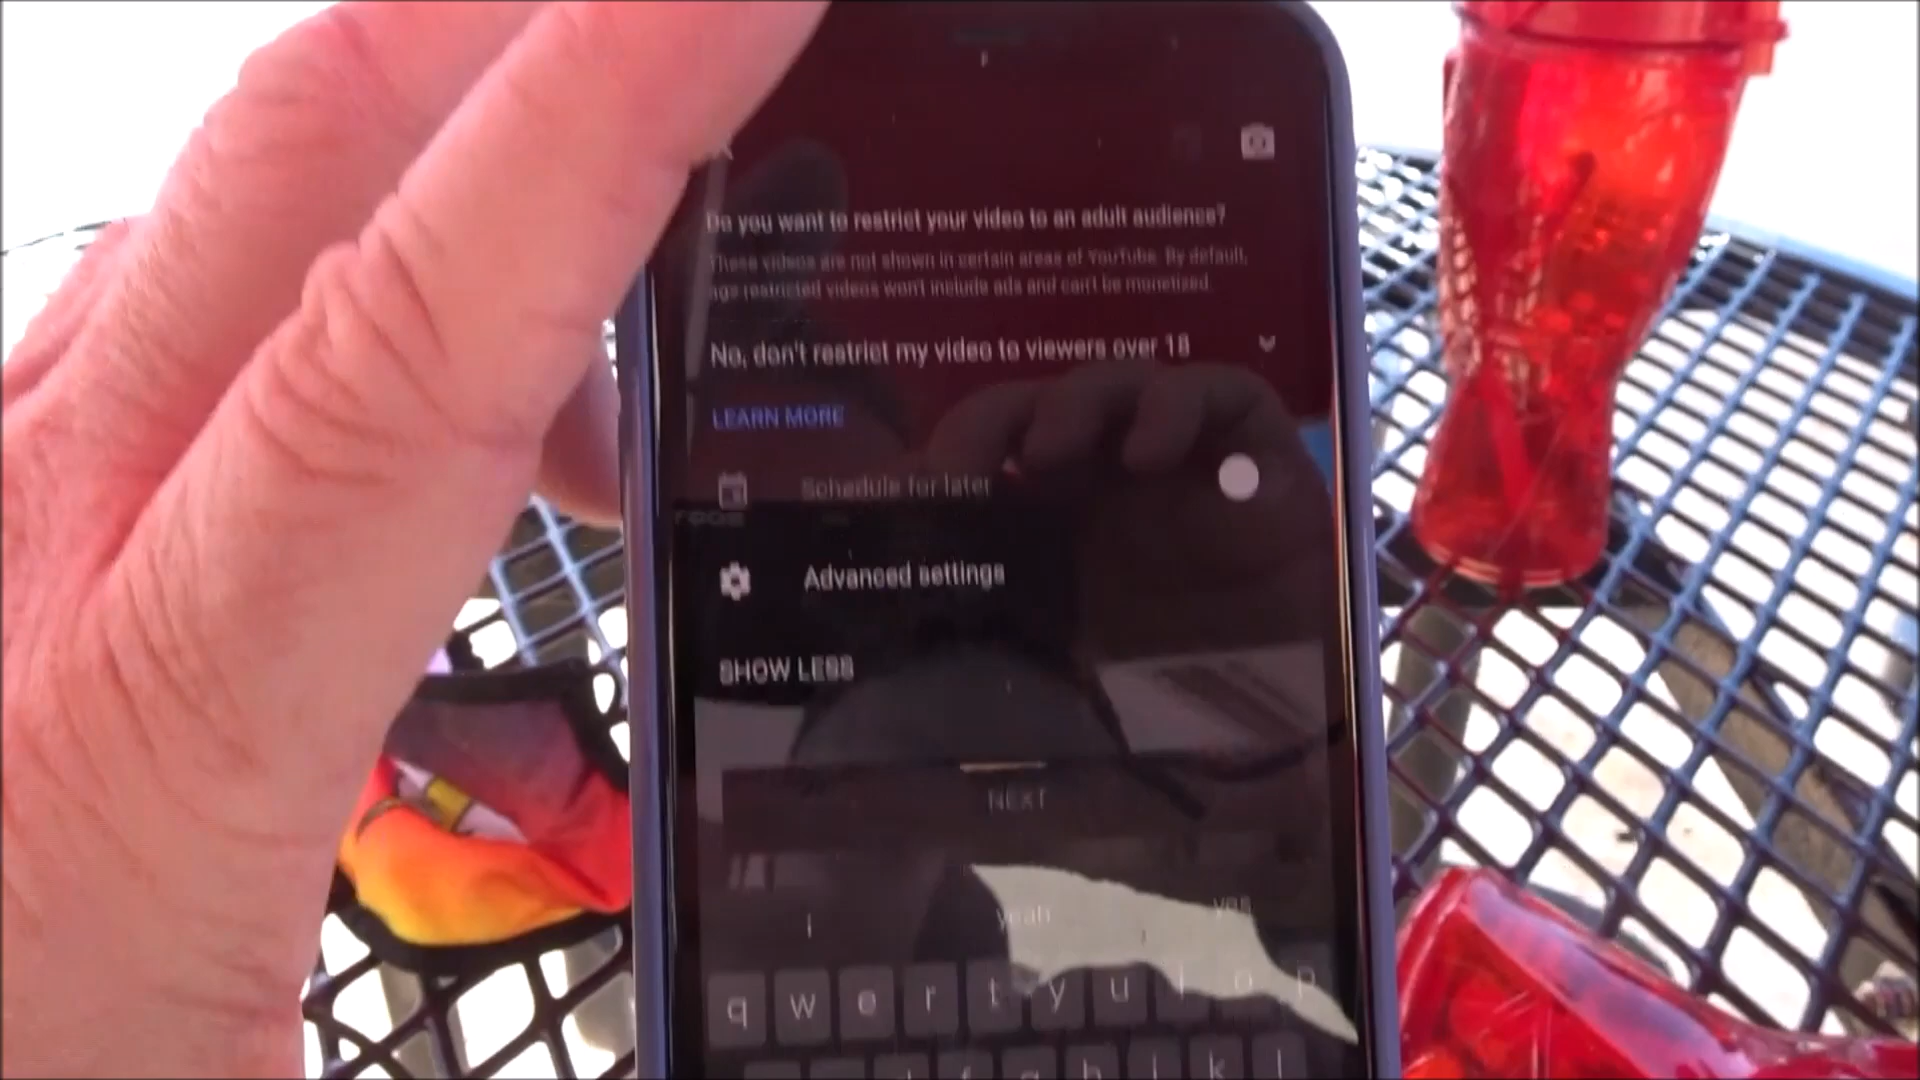 Do you want to restrict your video to an adult audience?
These videos are not shown in certain areas of YouTube. By default,
age restricted videos won't include ads and can't be monetized.
No, don't restrict my video to viewers over 18
LEARN MORE
Schedule for later
Advanced settings
SHOW LESS
NEXT
I yeah yes
q w e r t y u i o p
f g h j k l